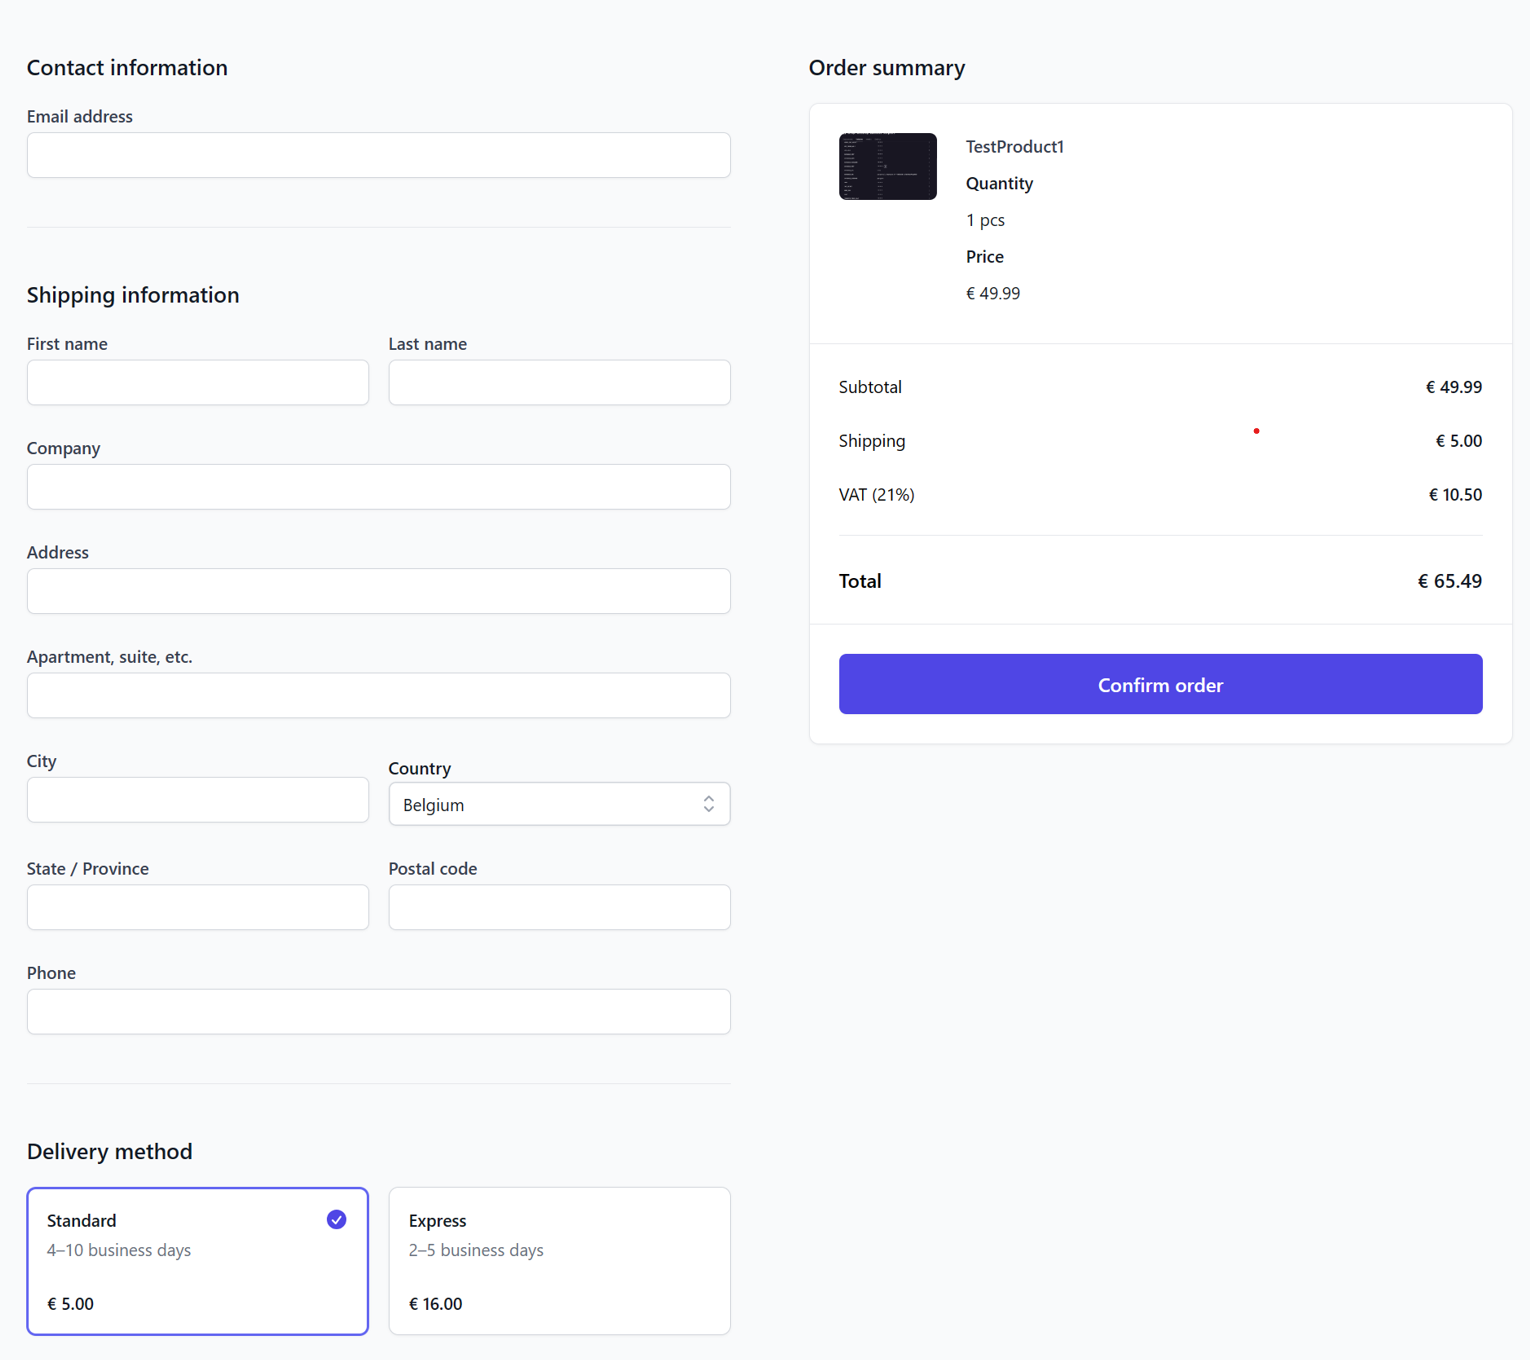 Contact information
Email address
Shipping information
First name
Last name
Company
Address
Apartment, suite, etc.
City
Country
Belgium
State / Province
Postal code
Phone
Delivery method
Standard
4–10 business days
€ 5.00
Express
2–5 business days
€ 16.00
Order summary
TestProduct1
Quantity
1 pcs
Price
€ 49.99
Subtotal
€ 49.99
Shipping
€ 5.00
VAT (21%)
€ 10.50
Total
€ 65.49
Confirm order